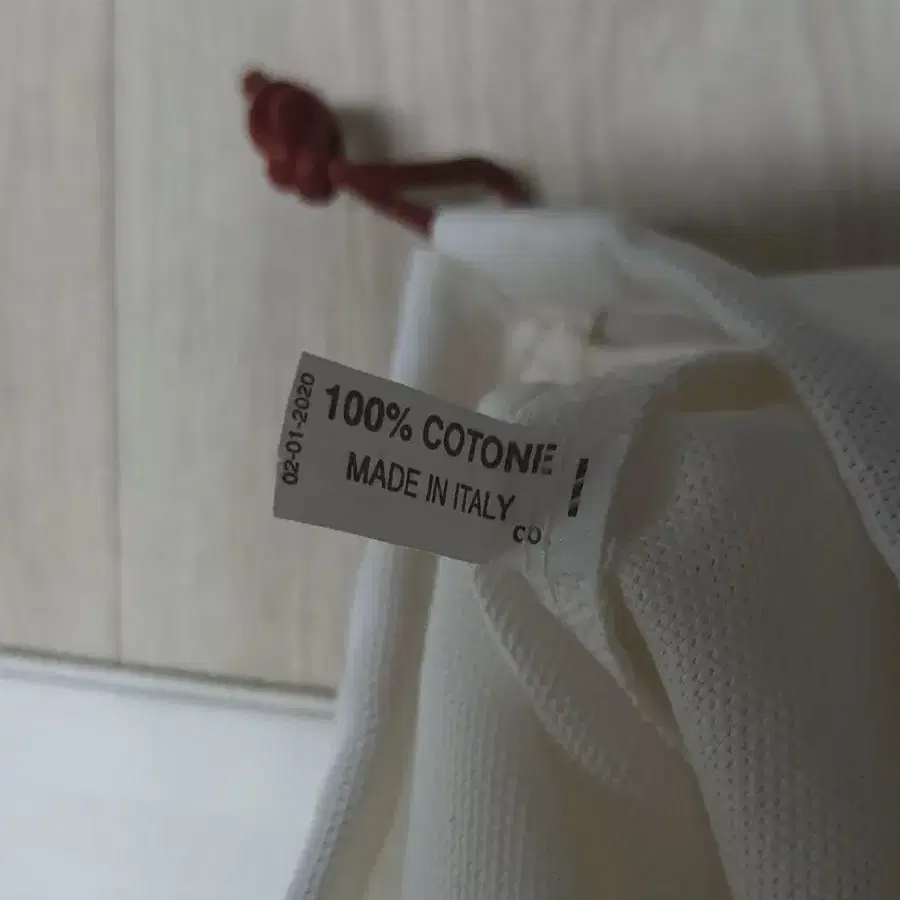 02-01-2020
100% COTONE
MADE IN ITALY
co